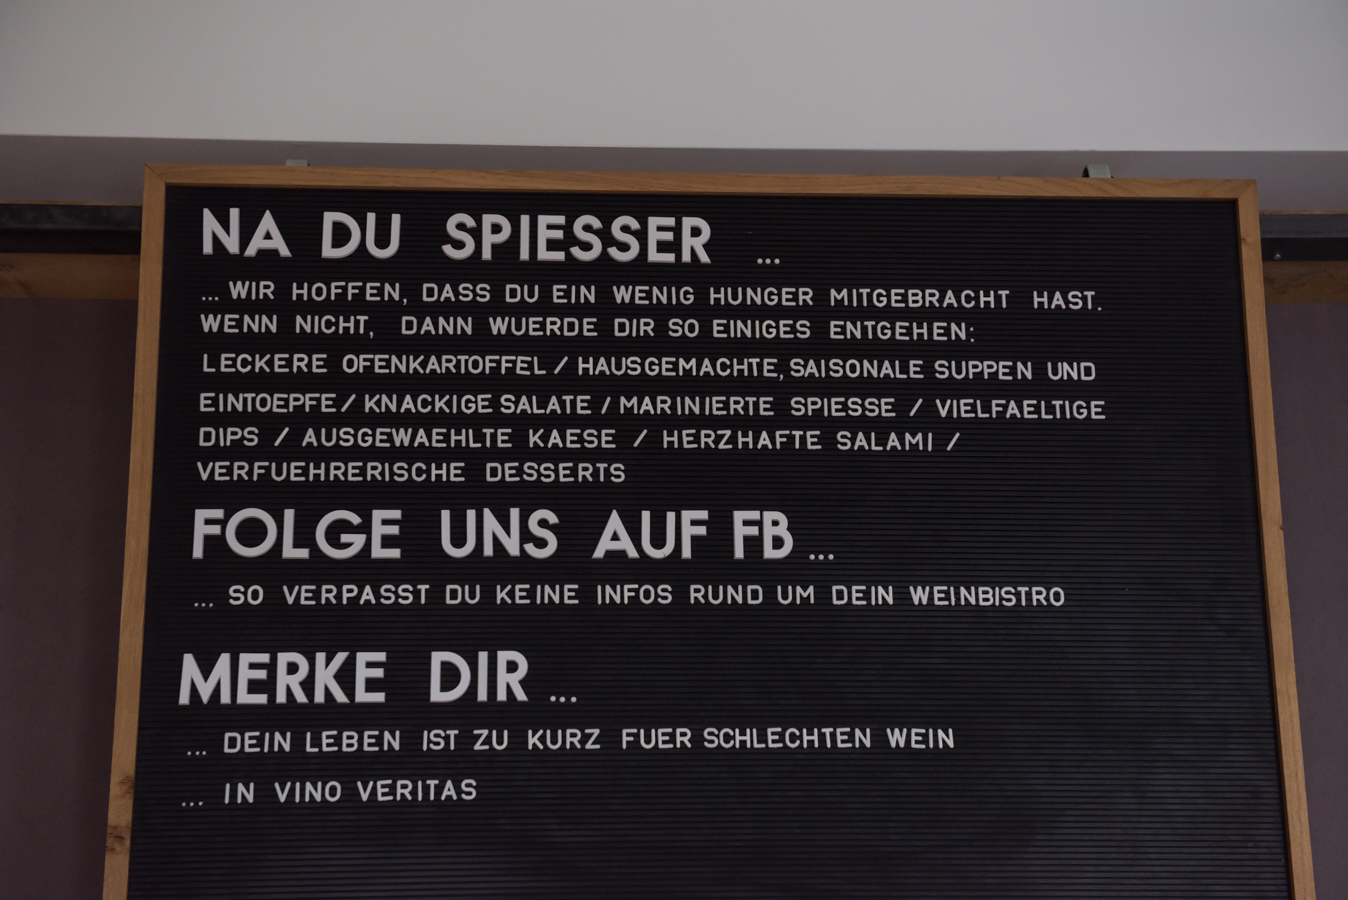 NA DU SPIESSER ...
... WIR HOFFEN, DASS DU EIN WENIG HUNGER MITGEBRACHT HAST.
WENN NICHT, DANN WUERDE DIR SO EINIGES ENTGEHEN:
LECKERE OFENKARTOFFEL / HAUSGEMACHTE, SAISONALE SUPPEN UND
EINTOEPFE / KNACKIGE SALATE / MARINIERTE SPIESSE / VIELFAELTIGE
DIPS / AUSGEWAEHLTE KAESE / HERZHAFTE SALAMI /
VERFUEHRERISCHE DESSERTS
FOLGE UNS AUF FB ...
... SO VERPASST DU KEINE INFOS RUND UM DEIN WEINBISTRO
MERKE DIR ...
... DEIN LEBEN IST ZU KURZ FUER SCHLECHTEN WEIN
... IN VINO VERITAS